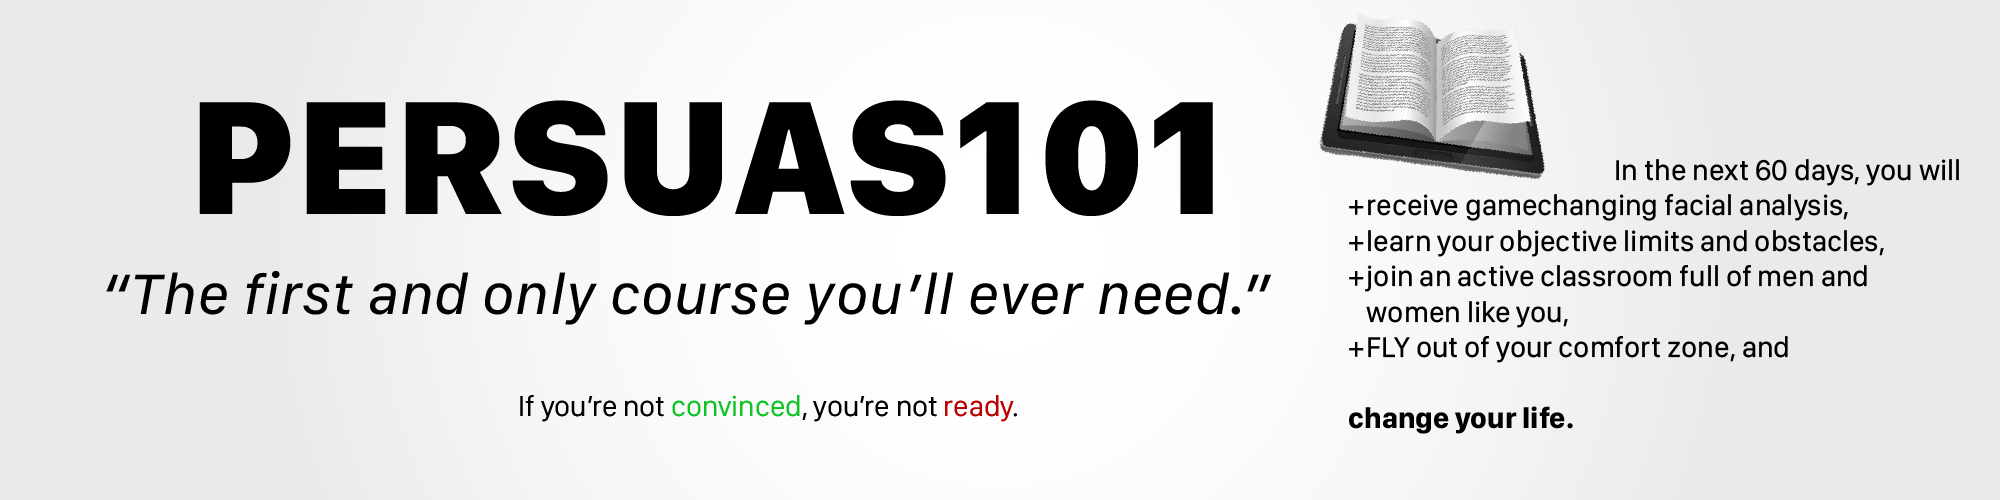 PERSUAS101
“The first and only course you’ll ever need.”
If you’re not convinced, you’re not ready.
In the next 60 days, you will
+receive gamechanging facial analysis,
+learn your objective limits and obstacles,
+join an active classroom full of men and
women like you,
+FLY out of your comfort zone, and
change your life.